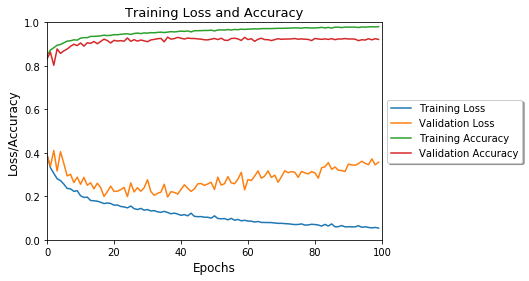 Training Loss and Accuracy
1.0
0.8
0.6
0.4
0.2
0.0
0
20
40
60
80
100
Loss/Accuracy
Epochs
Training Loss
Validation Loss
Training Accuracy
Validation Accuracy